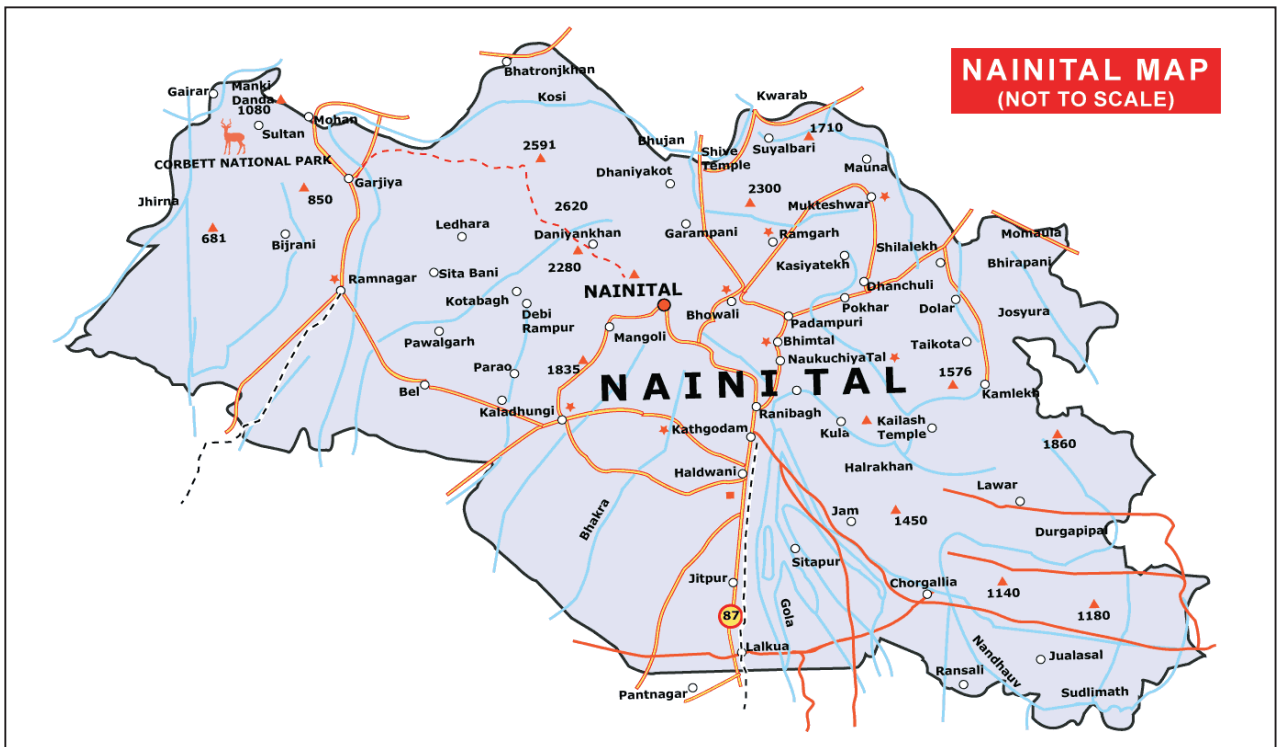 NAINITAL MAP
(NOT TO SCALE)
Bhatronjkhan
Gairar
Manki
Danda
1080
Kosi
Kwarab
Mohan
Sultan
1710
Suyalbari
Bhujan
Shive
Temple
2591
CORBETT NATIONAL PARK
Mauna
Dhaniyakot
Garjiya
850
2300
Jhirna
Mukteshwar
2620
Ledhara
681
Bijrani
Daniyankhan
Garampani
Ramgarh
Momaula
Shilalekh
2280
Kasiyatekh
Bhirapani
Sita Bani
Ramnagar
NAINITAL
Dhanchuli
Kotabagh
Debi
Rampur
Bhowali
Pokhar
Dolar
Josyura
Padampuri
Pawalgarh
Mangoli
Bhimtal
Taikota
NaukuchiyaTal
Parao
1835
1576
NAINITAL
Bel
Kamlekh
Kaladhungi
Ranibagh
Kathgodam
Kula
Kailash
Temple
1860
Haldwani
Halrakhan
Lawar
Bhakra
Jam
1450
Durgapipal
Sitapur
Jitpur
Chorgallia
1140
Gola
87
1180
Lalkua
Nandhauv
Jualasal
Ransali
Pantnagar
Sudlimath